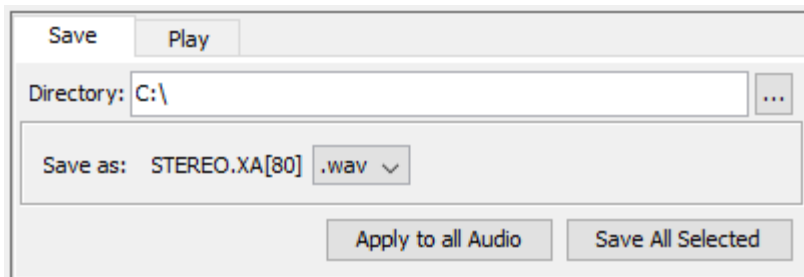 Save Play
Directory: C:\ ...
Save as: STEREO.XA[80] .wav
Apply to all Audio Save All Selected